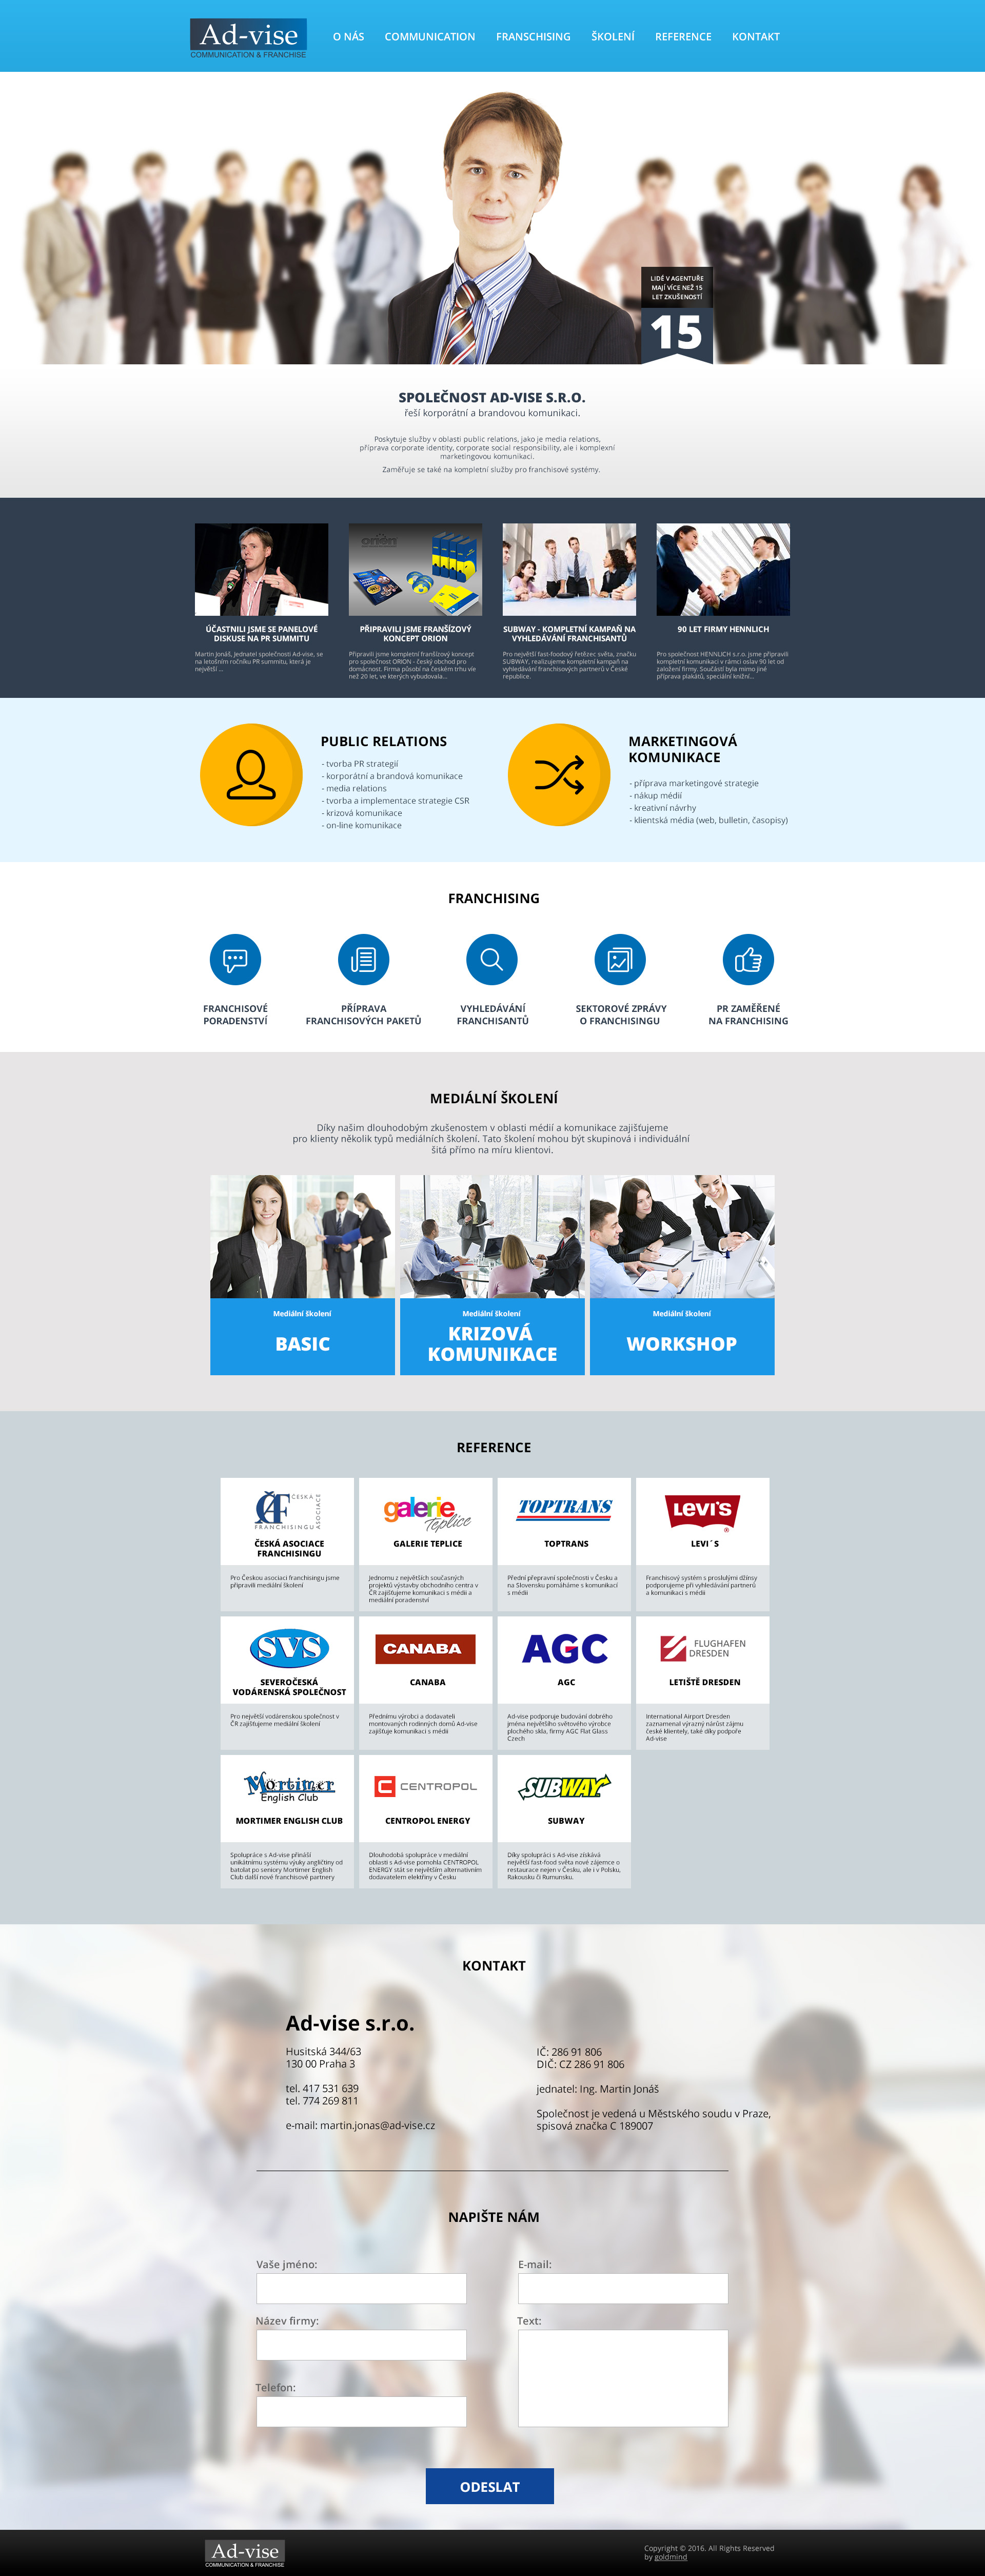 Ad-vise
COMMUNICATION & FRANCHISE
O NÁS
COMMUNICATION
FRANSCHISING
ŠKOLENÍ
REFERENCE
KONTAKT
LIDÉ V AGENTUŘE
MAJÍ VÍCE NEŽ 15
LET ZKUŠENOSTÍ
15
SPOLEČNOST AD-VISE S.R.O.
řeší korporátní a brandovou komunikaci.
Poskytuje služby v oblasti public relations, jako je media relations,
příprava corporate identity, corporate social responsibility, ale i komplexní
marketingovou komunikaci.
Zaměřuje se také na kompletní služby pro franchisové systémy.
ÚČASTNILI JSME SE PANELOVÉ
DISKUSE NA PR SUMMITU
Martin Jonáš, jednatel společnosti Ad-vise, se
na letošním ročníku PR summitu, která je
největší ...
orion
PŘIPRAVILI JSME FRANŠÍZOVÝ
KONCEPT ORION
Připravili jsme kompletní franšízový koncept
pro společnost ORION - český obchod pro
domácnost. Firma působí na českém trhu vše
než 20 let, ve kterých vybudovala...
SUBWAY - KOMPLETNÍ KAMPAŇ NA
VYHLEDÁVÁNÍ FRANCHISANTŮ
Pro největší fast-foodový řetězec světa, značku
SUBWAY, realizujeme kompletní kampaň na
vyhledávání franchisových partnerů v České
republice.
90 LET FIRMY HENNLICH
Pro společnost HENNLICH s.r.o. jsme připravili
kompletní komunikaci v rámci oslav 90 let od
založení firmy. Součástí byla mimo jiné
příprava plakátů, speciální knižní...
PUBLIC RELATIONS
- tvorba PR strategií
- korporátní a brandová komunikace
- media relations
- tvorba a implementace strategie CSR
- krizová komunikace
- on-line komunikace
MARKETINGOVÁ
KOMUNIKACE
- příprava marketingové strategie
- nákup médií
- kreativní návrhy
- klientská média (web, bulletin, časopisy)
FRANCHISING
FRANCHISOVÉ
PORADENSTVÍ
PŘÍPRAVA
FRANCHISOVÝCH PAKETŮ
VYHLEDÁVÁNÍ
FRANCHISANTŮ
SEKTOROVÉ ZPRÁVY
O FRANCHISINGU
PR ZAMĚŘENÉ
NA FRANCHISING
MEDIÁLNÍ ŠKOLENÍ
Díky našim dlouhodobým zkušenostem v oblasti médií a komunikace zajišťujeme
pro klienty několik typů mediálních školení. Tato školení mohou být skupinová i individuální
šitá přímo na míru klientovi.
Mediální školení
BASIC
Mediální školení
KRIZOVÁ
KOMUNIKACE
Mediální školení
WORKSHOP
REFERENCE
ČAF
ČESKÁ
ASOCIACE
FRANCHISINGU
ČESKÁ ASOCIACE
FRANCHISINGU
Pro Českou asociaci franchisingu jsme
připravili mediální školení
galerie
Teplice
GALERIE TEPLICE
Jednomu z největších současných
projektů výstavby obchodního centra v
ČR zajišťujeme komunikaci s médii a
mediální poradenství
TOPTRANS
TOPTRANS
Přední přepravní společnosti v Česku a
na Slovensku pomáháme s komunikací
s médii
LEVI'S
®
LEVI´S
Franchisový systém s proslulými džínsy
podporujeme při vyhledávání partnerů
a komunikaci s médii
SVS
SEVEROČESKÁ
VODÁRENSKÁ SPOLEČNOST
Pro největší vodárenskou společnost v
ČR zajišťujeme mediální školení
CANABA
CANABA
Přednímu výrobci a dodavateli
montovaných rodinných domů Ad-vise
zajišťuje komunikaci s médii
AGC
AGC
Ad-vise podporuje budování dobrého
jména největšího světového výrobce
plochého skla, firmy AGC Flat Glass
Czech
FLUGHAFEN
DRESDEN
LETIŠTĚ DRESDEN
International Airport Dresden
zaznamenal výrazný nárůst zájmu
české klientely, také díky podpoře
Ad-vise
Mortimer
English Club
MORTIMER ENGLISH CLUB
Spolupráce s Ad-vise přináší
unikátnímu systému výuky angličtiny od
batolat po seniory Mortimer English
Club další nové franchisové partnery
CENTROPOL
CENTROPOL ENERGY
Dlouhodobá spolupráce v mediální
oblasti s Ad-vise pomohla CENTROPOL
ENERGY stát se největším alternativním
dodavatelem elektřiny v Česku
SUBWAY
SUBWAY
Díky spolupráci s Ad-vise získává
největší fast-food světa nové zájemce o
restaurace nejen v Česku, ale i v Polsku,
Rakousku či Rumunsku.
KONTAKT
Ad-vise s.r.o.
Husitská 344/63
130 00 Praha 3
tel. 417 531 639
tel. 774 269 811
e-mail: martin.jonas@ad-vise.cz
IČ: 286 91 806
DIČ: CZ 286 91 806
jednatel: Ing. Martin Jonáš
Společnost je vedená u Městského soudu v Praze,
spisová značka C 189007
NAPIŠTE NÁM
Vaše jméno:
E-mail:
Název firmy:
Text:
Telefon:
ODESLAT
Ad-vise
COMMUNICATION & FRANCHISE
Copyright © 2016. All Rights Reserved
by goldmind